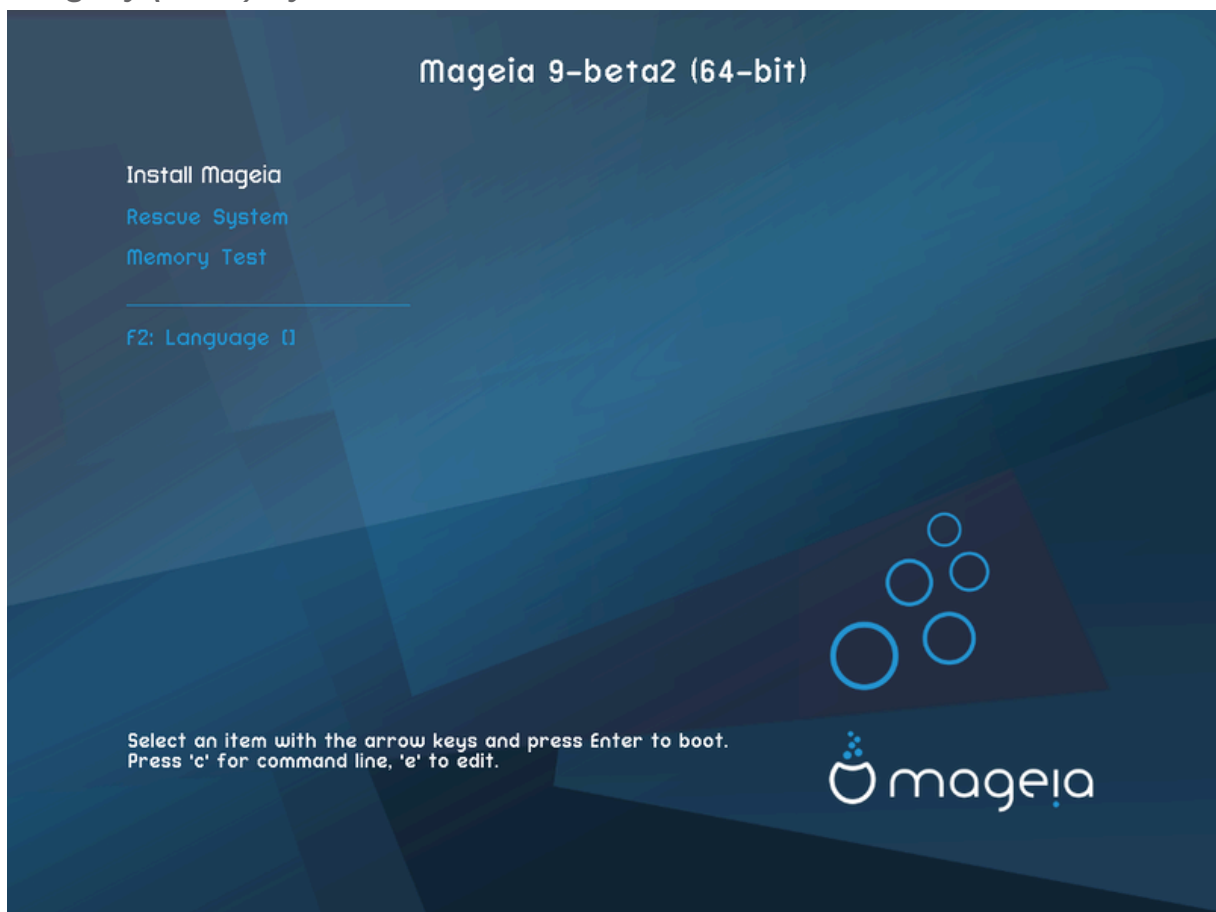 Mageia 9-beta2 (64-bit)
Install Mageia
Rescue System
Memory Test
F2: Language []
Select an item with the arrow keys and press Enter to boot.
Press 'c' for command line, 'e' to edit.
mageia